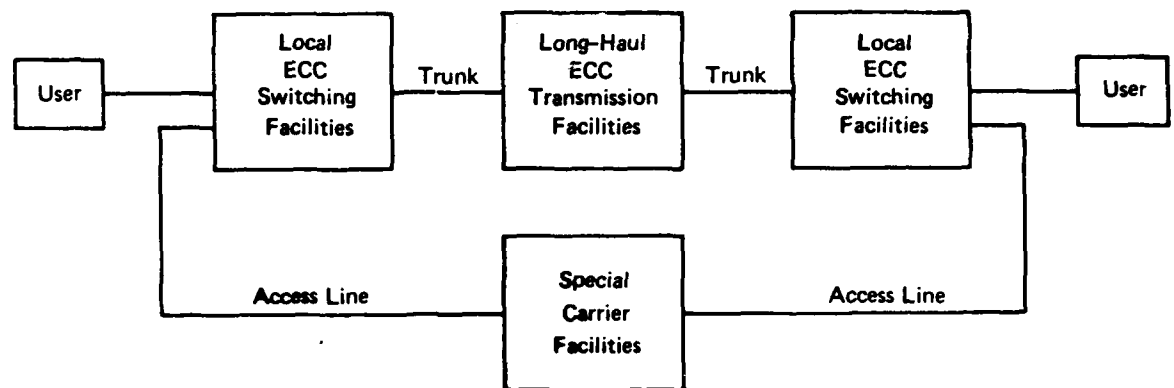 User
Local
ECC
Switching
Facilities
Trunk
Long-Haul
ECC
Transmission
Facilities
Trunk
Local
ECC
Switching
Facilities
User
Access Line
Special
Carrier
Facilities
Access Line